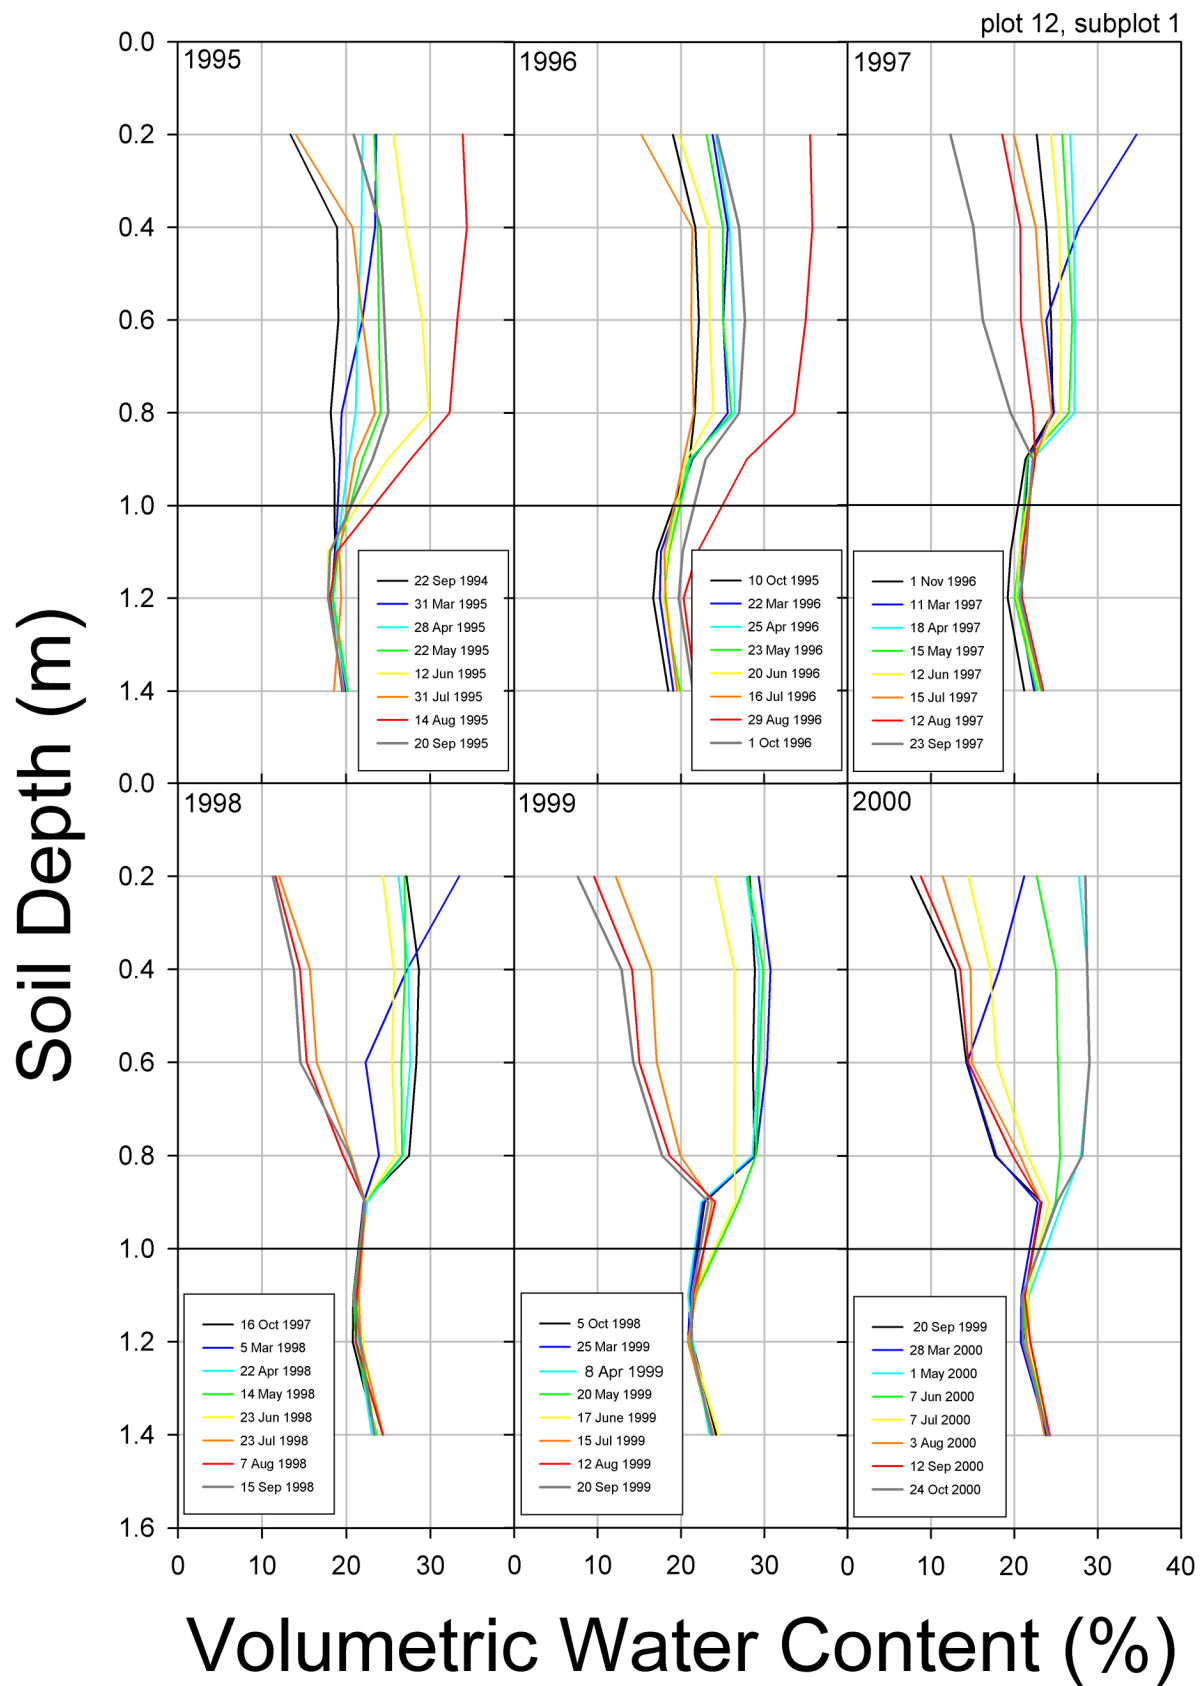 plot 12, subplot 1
0.0
1995
1996
1997
0.2
0.4
0.6
0.8
1.0
1.2
1.4
22 Sep 1994
31 Mar 1995
28 Apr 1995
22 May 1995
12 Jun 1995
31 Jul 1995
14 Aug 1995
20 Sep 1995
10 Oct 1995
22 Mar 1996
25 Apr 1996
23 May 1996
20 Jun 1996
16 Jul 1996
29 Aug 1996
1 Oct 1996
1 Nov 1996
11 Mar 1997
18 Apr 1997
15 May 1997
12 Jun 1997
15 Jul 1997
12 Aug 1997
23 Sep 1997
Soil Depth (m)
0.0
1998
1999
2000
0.2
0.4
0.6
0.8
1.0
1.2
1.4
1.6
16 Oct 1997
5 Mar 1998
22 Apr 1998
14 May 1998
23 Jun 1998
23 Jul 1998
7 Aug 1998
15 Sep 1998
5 Oct 1998
25 Mar 1999
8 Apr 1999
20 May 1999
17 June 1999
15 Jul 1999
12 Aug 1999
20 Sep 1999
20 Sep 1999
28 Mar 2000
1 May 2000
7 Jun 2000
7 Jul 2000
3 Aug 2000
12 Sep 2000
24 Oct 2000
0 10 20 30 0 10 20 30 0 10 20 30 40
Volumetric Water Content (%)